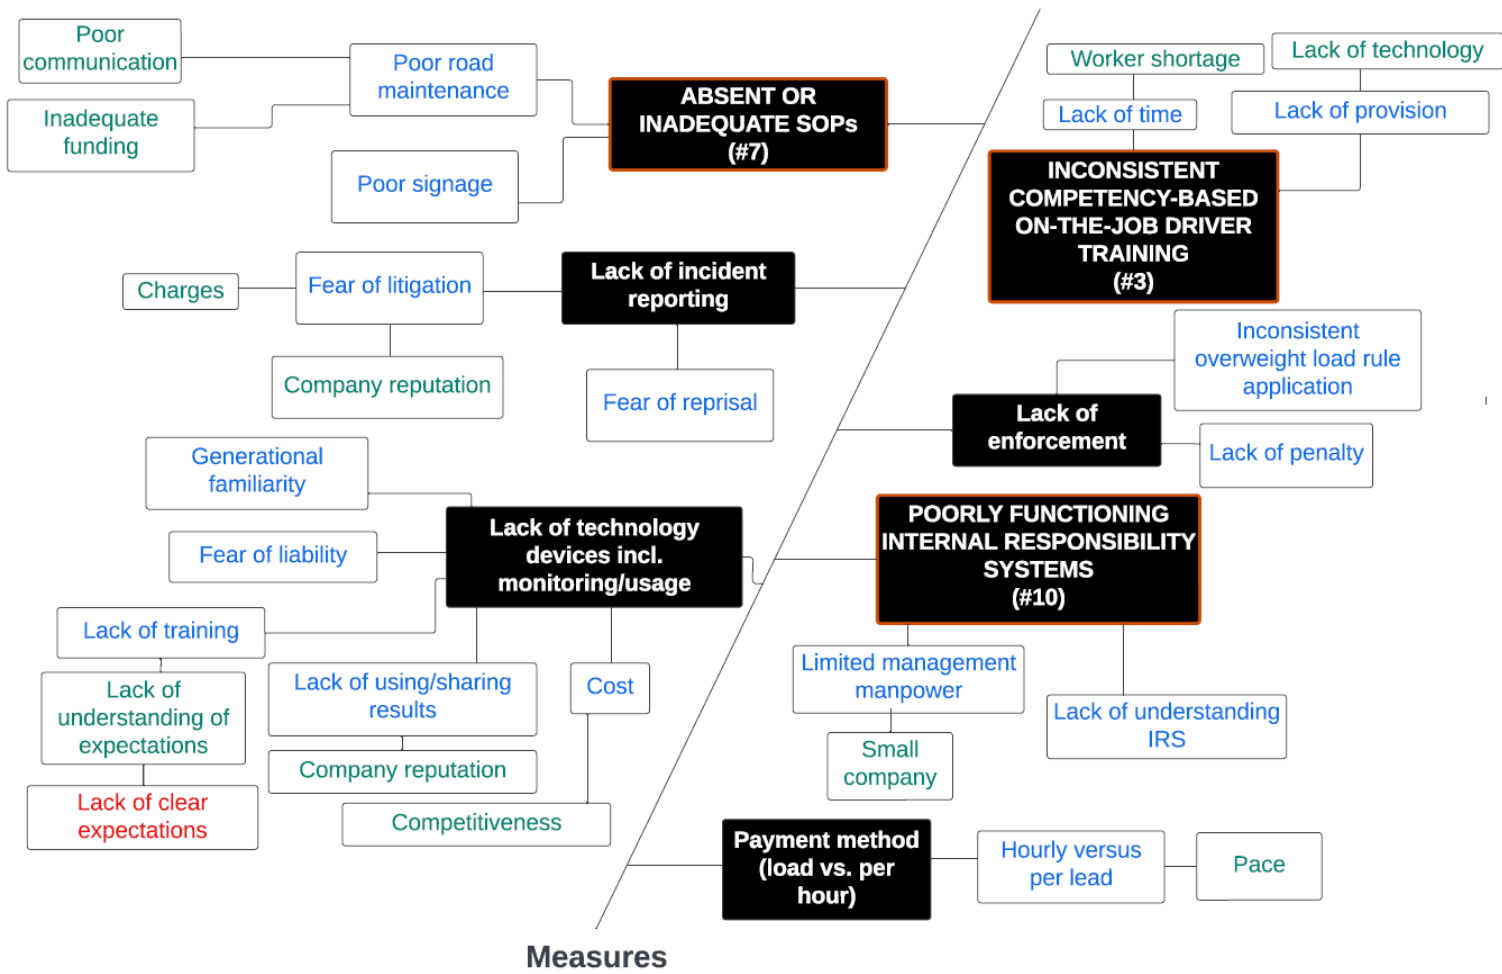 Poor
communication
Inadequate
funding
Poor road
maintenance
Poor signage
ABSENT OR
INADEQUATE SOPs
(#7)
Worker shortage
Lack of technology
Lack of time
Lack of provision
INCONSISTENT
COMPETENCY-BASED
ON-THE-JOB DRIVER
TRAINING
(#3)
Charges
Fear of litigation
Lack of incident
reporting
Company reputation
Fear of reprisal
Inconsistent
overweight load rule
application
Lack of
enforcement
Lack of penalty
Generational
familiarity
Fear of liability
Lack of technology
devices incl.
monitoring/usage
Lack of training
Lack of
understanding of
expectations
Lack of clear
expectations
Lack of using/sharing
results
Company reputation
Cost
Competitiveness
POORLY FUNCTIONING
INTERNAL RESPONSIBILITY
SYSTEMS
(#10)
Limited management
manpower
Small
company
Lack of understanding
IRS
Payment method
(load vs. per
hour)
Hourly versus
per lead
Pace
Measures